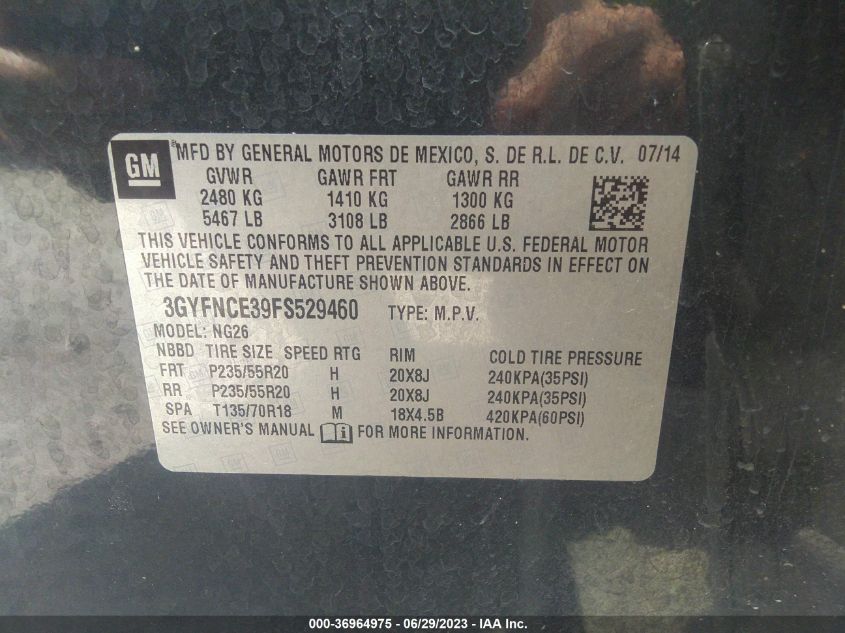 GM ® MFD BY GENERAL MOTORS DE MEXICO, S. DE R.L. DE C.V. 07/14
GVWR GAWR FRT GAWR RR
2480 KG 1410 KG 1300 KG
5467 LB 3108 LB 2866 LB
THIS VEHICLE CONFORMS TO ALL APPLICABLE U.S. FEDERAL MOTOR
VEHICLE SAFETY AND THEFT PREVENTION STANDARDS IN EFFECT ON
THE DATE OF MANUFACTURE SHOWN ABOVE.
3GYFNCE39FS529460 TYPE: M.P.V.
MODEL: NG26
NBBD TIRE SIZE SPEED RTG RIM COLD TIRE PRESSURE
FRT P235/55R20 H 20X8J 240KPA(35PSI)
RR P235/55R20 H 20X8J 240KPA(35PSI)
SPA T135/70R18 M 18X4.5B 420KPA(60PSI)
SEE OWNER'S MANUAL FOR MORE INFORMATION.
000-36964975 - 06/29/2023 - IAA Inc.